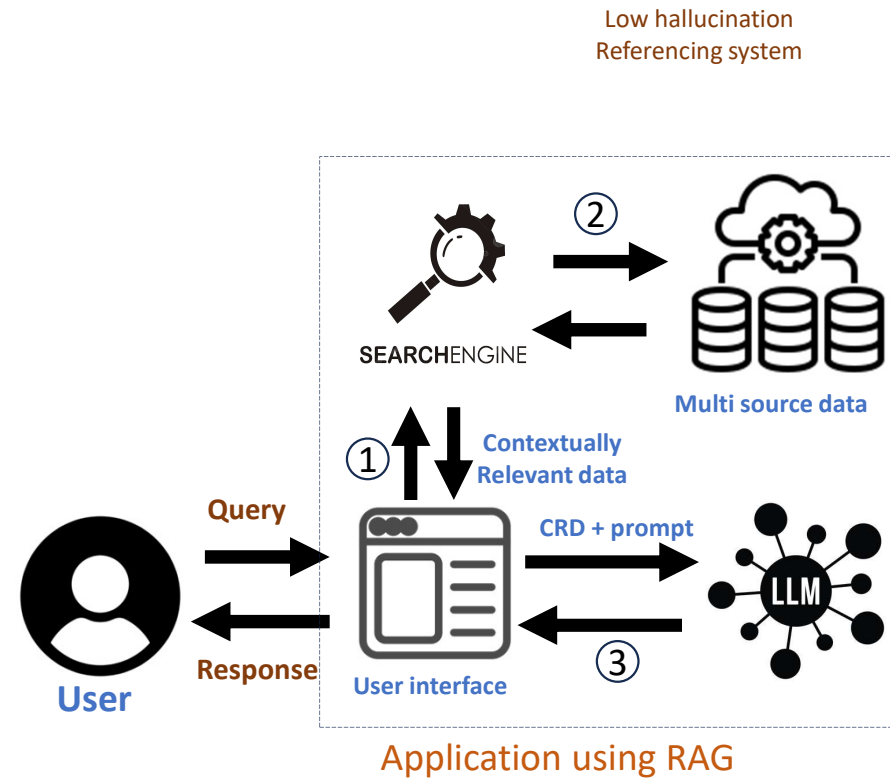 Low hallucination
Referencing system
2
SEARCHENGINE
Multi source data
1
Contextually
Relevant data
Query
CRD + prompt
LLM
Response
3
User interface
User
Application using RAG